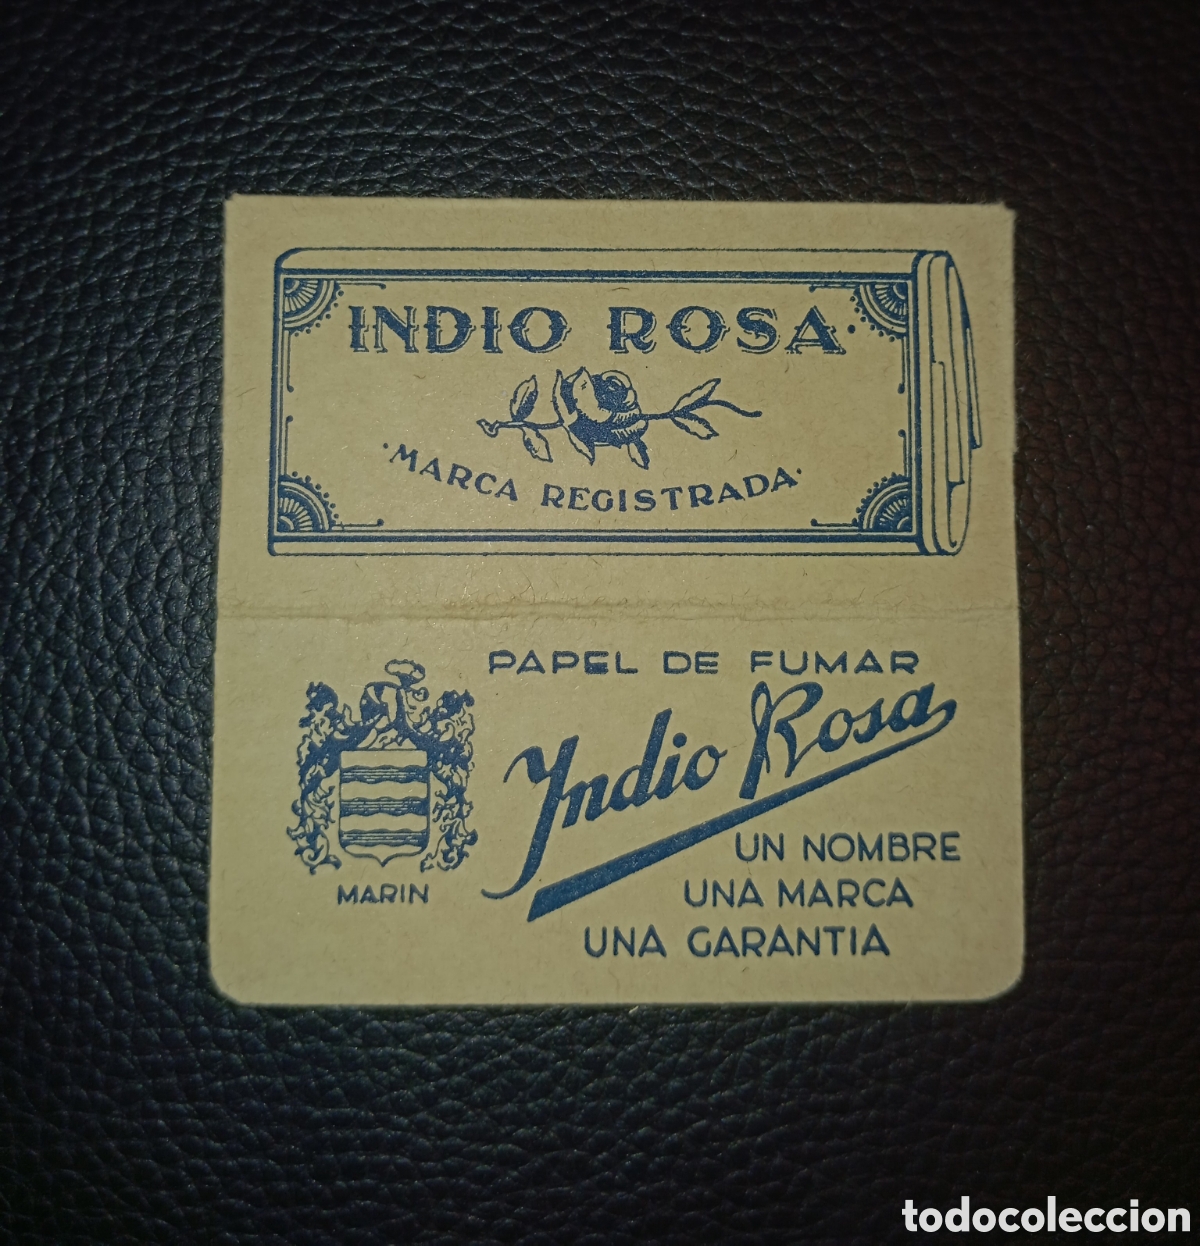 INDIO ROSA
MARCA REGISTRADA
PAPEL DE FUMAR
Indio Rosa
UN NOMBRE
UNA MARCA
UNA GARANTIA
MARIN
todocoleccion